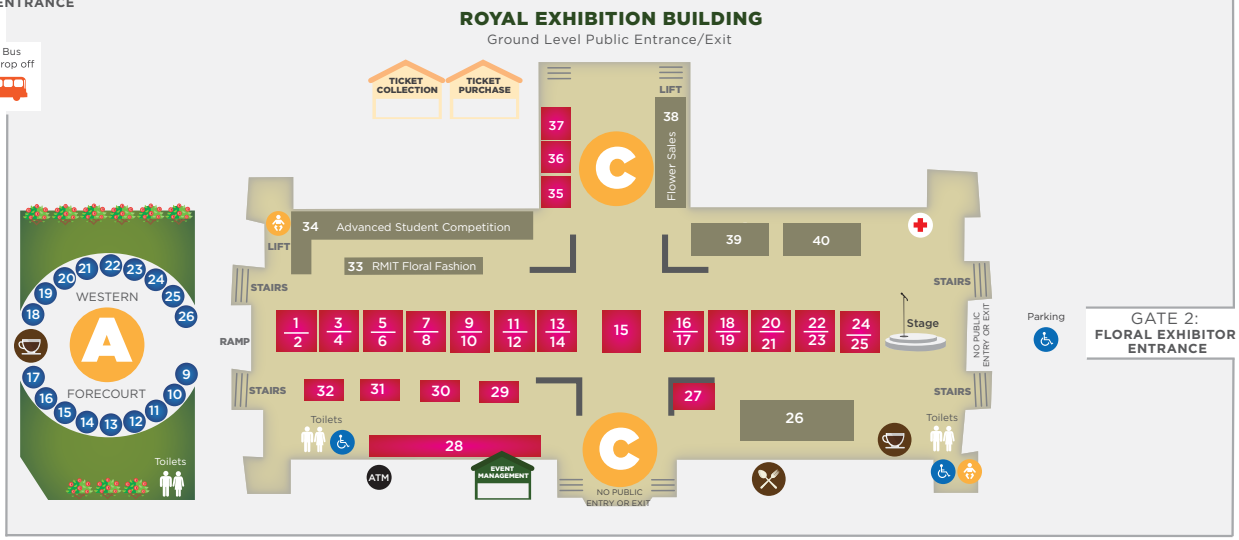 ENTRANCE
ROYAL EXHIBITION BUILDING
Ground Level Public Entrance/Exit
Bus
rop off
TICKET
COLLECTION
TICKET
PURCHASE
LIFT
38
Flower Sales
37
36
35
C
34 Advanced Student Competition
33 RMIT Floral Fashion
LIFT
39
40
STAIRS
STAIRS
22
21
23
20
24
19
25
18
26
WESTERN
A
FORECOURT
17
9
16
10
15
11
14
13
12
Toilets
RAMP
1
2
3
4
5
6
7
8
9
10
11
12
13
14
15
16
17
18
19
20
21
22
23
24
25
Stage
NO PUBLIC
ENTRY OR EXIT
Parking
GATE 2:
FLORAL EXHIBITOR
ENTRANCE
STAIRS
32
31
30
29
27
26
STAIRS
Toilets
28
C
Toilets
ATM
EVENT
MANAGEMENT
NO PUBLIC
ENTRY OR EXIT